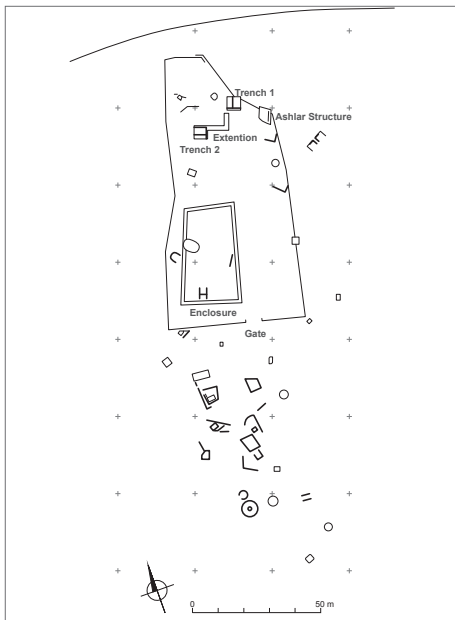 Trench 1
Ashlar Structure
Extention
Trench 2
Enclosure
Gate
0
50 m